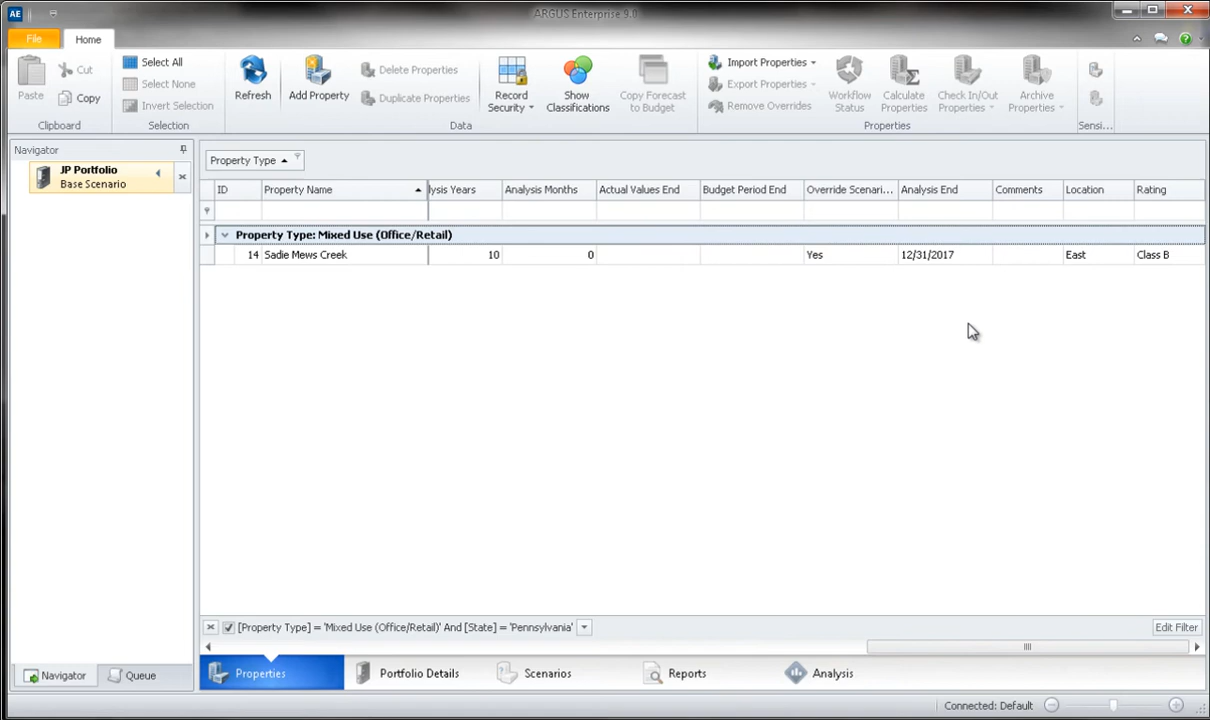 AE
ARGUS Enterprise 9.0
File
Home
Paste
Cut
Copy
Clipboard
Select All
Select None
Invert Selection
Selection
Refresh
Add Property
Delete Properties
Duplicate Properties
Record Security
Show Classifications
Copy Forecast to Budget
Data
Import Properties
Export Properties
Remove Overrides
Workflow Status
Calculate Properties
Check In/Out Properties
Archive Properties
Properties
Sensi...
Navigator
JP Portfolio
Base Scenario
Property Type
ID Property Name lysis Years Analysis Months Actual Values End Budget Period End Override Scenari... Analysis End Comments Location Rating
Property Type: Mixed Use (Office/Retail)
14 Sadie Mews Creek 10 0 Yes 12/31/2017 East Class B
[Property Type] = 'Mixed Use (Office/Retail)' And [State] = 'Pennsylvania'
Edit Filter
Navigator Queue
Properties Portfolio Details Scenarios Reports Analysis
Connected: Default